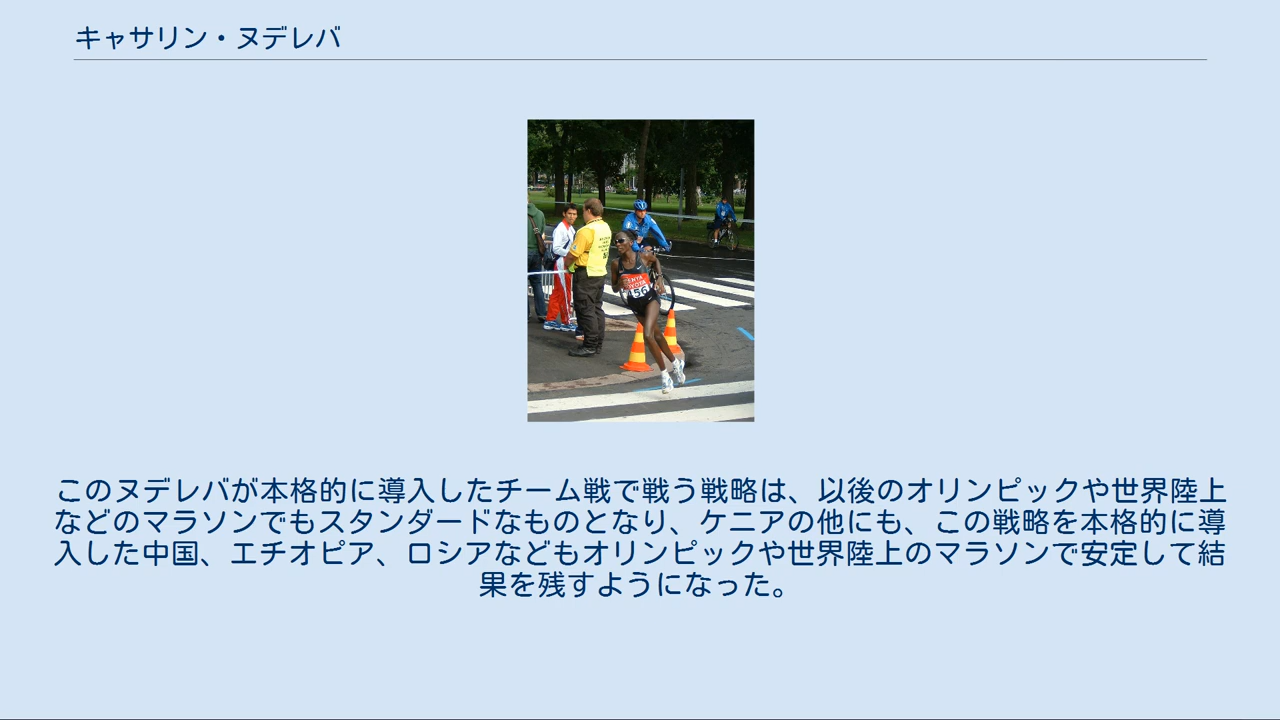 キャサリン・ヌデレバ
KENYA
TOYOTA
456
このヌデレバが本格的に導入したチーム戦で戦う戦略は、以後のオリンピックや世界陸上
などのマラソンでもスタンダードなものとなり、ケニアの他にも、この戦略を本格的に導
入した中国、エチオピア、ロシアなどもオリンピックや世界陸上のマラソンで安定して結
果を残すようになった。